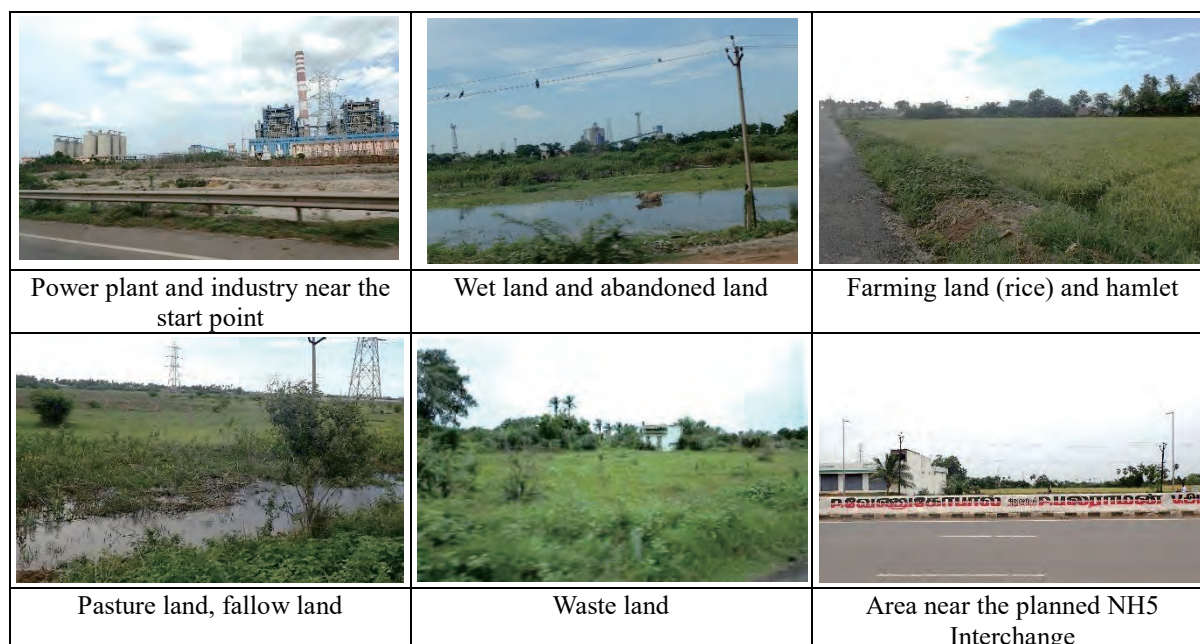 Power plant and industry near the
start point
Wet land and abandoned land
Farming land (rice) and hamlet
Pasture land, fallow land
Waste land
Area near the planned NH5
Interchange